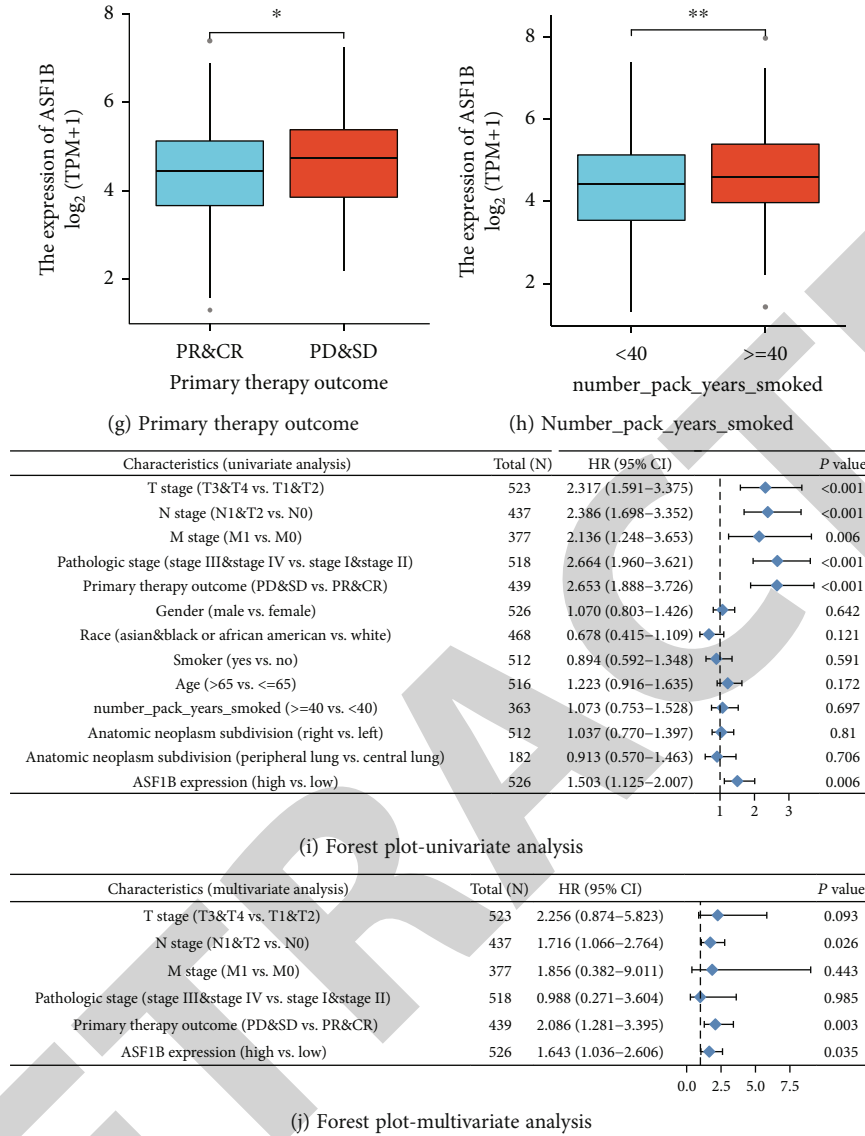 8
6
4
2
The expression of ASF1B
log2 (TPM+1)
*
PR&CR PD&SD
Primary therapy outcome
(g) Primary therapy outcome
8
6
4
2
The expression of ASF1B
log2 (TPM+1)
**
<40 >=40
number_pack_years_smoked
(h) Number_pack_years_smoked
Characteristics (univariate analysis) Total (N) HR (95% CI) P value
T stage (T3&T4 vs. T1&T2) 523 2.317 (1.591−3.375) <0.001
N stage (N1&T2 vs. N0) 437 2.386 (1.698−3.352) <0.001
M stage (M1 vs. M0) 377 2.136 (1.248−3.653) 0.006
Pathologic stage (stage III&stage IV vs. stage I&stage II) 518 2.664 (1.960−3.621) <0.001
Primary therapy outcome (PD&SD vs. PR&CR) 439 2.653 (1.888−3.726) <0.001
Gender (male vs. female) 526 1.070 (0.803−1.426) 0.642
Race (asian&black or african american vs. white) 468 0.678 (0.415−1.109) 0.121
Smoker (yes vs. no) 512 0.894 (0.592−1.348) 0.591
Age (>65 vs. <=65) 516 1.223 (0.916−1.635) 0.172
number_pack_years_smoked (>=40 vs. <40) 363 1.073 (0.753−1.528) 0.697
Anatomic neoplasm subdivision (right vs. left) 512 1.037 (0.770−1.397) 0.81
Anatomic neoplasm subdivision (peripheral lung vs. central lung) 182 0.913 (0.570−1.463) 0.706
ASF1B expression (high vs. low) 526 1.503 (1.125−2.007) 0.006
1 2 3
(i) Forest plot-univariate analysis
Characteristics (multivariate analysis) Total (N) HR (95% CI) P value
T stage (T3&T4 vs. T1&T2) 523 2.256 (0.874−5.823) 0.093
N stage (N1&T2 vs. N0) 437 1.716 (1.066−2.764) 0.026
M stage (M1 vs. M0) 377 1.856 (0.382−9.011) 0.443
Pathologic stage (stage III&stage IV vs. stage I&stage II) 518 0.988 (0.271−3.604) 0.985
Primary therapy outcome (PD&SD vs. PR&CR) 439 2.086 (1.281−3.395) 0.003
ASF1B expression (high vs. low) 526 1.643 (1.036−2.606) 0.035
0.0 2.5 5.0 7.5
(j) Forest plot-multivariate analysis
ETRACT